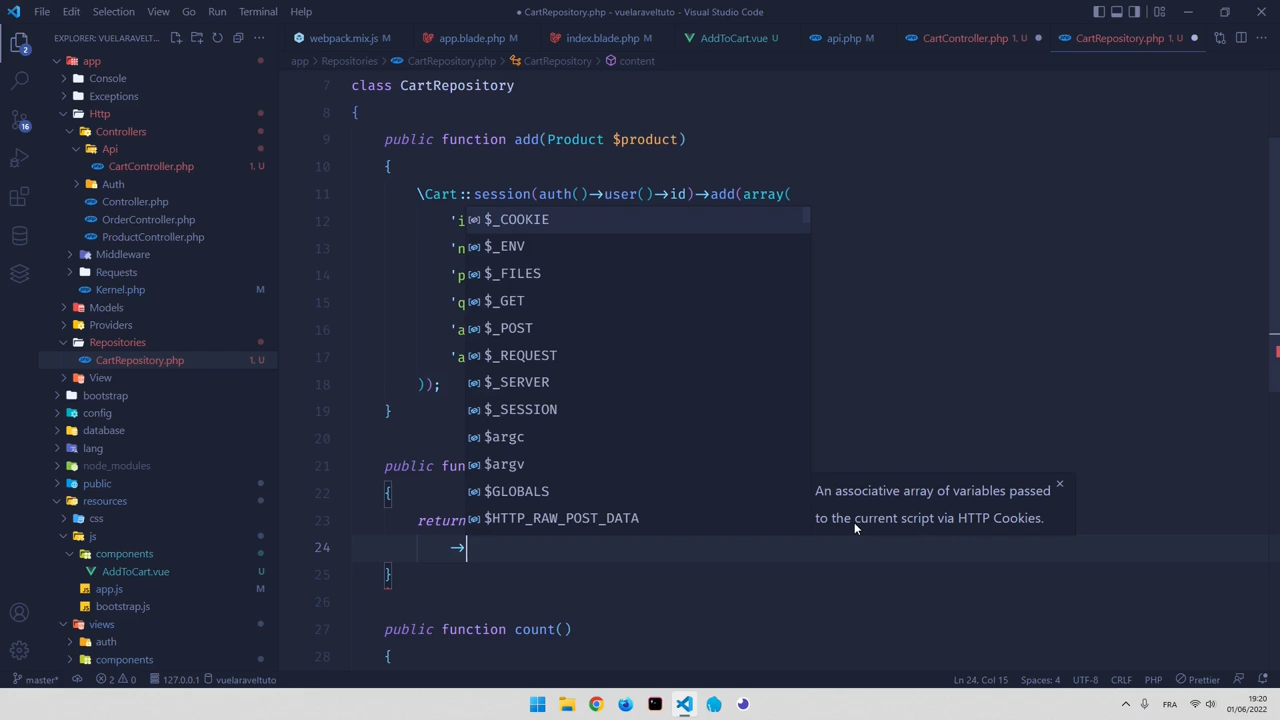 File Edit Selection View Go Run Terminal Help
● CartRepository.php - vuelaraveltuto - Visual Studio Code
EXPLORER: VUELARAVELT...
webpack.mix.js M
app.blade.php M
index.blade.php M
AddToCart.vue U
api.php M
CartController.php 1, U
CartRepository.php 1, U
app > Repositories > CartRepository.php > CartRepository > content
app
Console
Exceptions
Http
Controllers
Api
CartController.php 1, U
Auth
Controller.php
OrderController.php
ProductController.php
Middleware
Requests
Kernel.php M
Models
Providers
Repositories
CartRepository.php 1, U
View
bootstrap
config
database
lang
node_modules
public
resources
css
js
components
AddToCart.vue U
app.js M
bootstrap.js
views
auth
components
2
16
7 class CartRepository
8 {
9 public function add(Product $product)
10 {
11 \Cart::session(auth()->user()->id)->add(array(
12 'i
13 'n
14 'p
15 'q
16 'a
17 'a
18 ));
19 }
20
21 public fun
22 {
23 return
24 ->
25 }
26
27 public function count()
28 {
$_COOKIE
$_ENV
$_FILES
$_GET
$_POST
$_REQUEST
$_SERVER
$_SESSION
$argc
$argv
$GLOBALS
$HTTP_RAW_POST_DATA
An associative array of variables passed
to the current script via HTTP Cookies.
master* 2 0 127.0.0.1 vuelaraveltuto
Ln 24, Col 15 Spaces: 4 UTF-8 CRLF PHP Prettier
FRA
19:20
01/06/2022